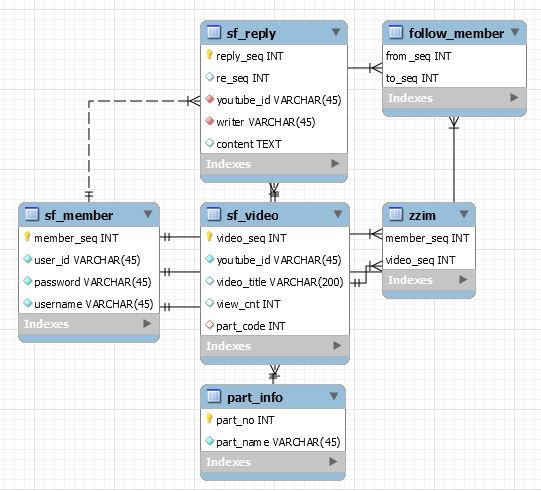 sf_reply
reply_seq INT
re_seq INT
youtube_id VARCHAR(45)
writer VARCHAR(45)
content TEXT
Indexes
follow_member
from_seq INT
to_seq INT
Indexes
sf_member
member_seq INT
user_id VARCHAR(45)
password VARCHAR(45)
username VARCHAR(45)
Indexes
sf_video
video_seq INT
youtube_id VARCHAR(45)
video_title VARCHAR(200)
view_cnt INT
part_code INT
Indexes
zzim
member_seq INT
video_seq INT
Indexes
part_info
part_no INT
part_name VARCHAR(45)
Indexes